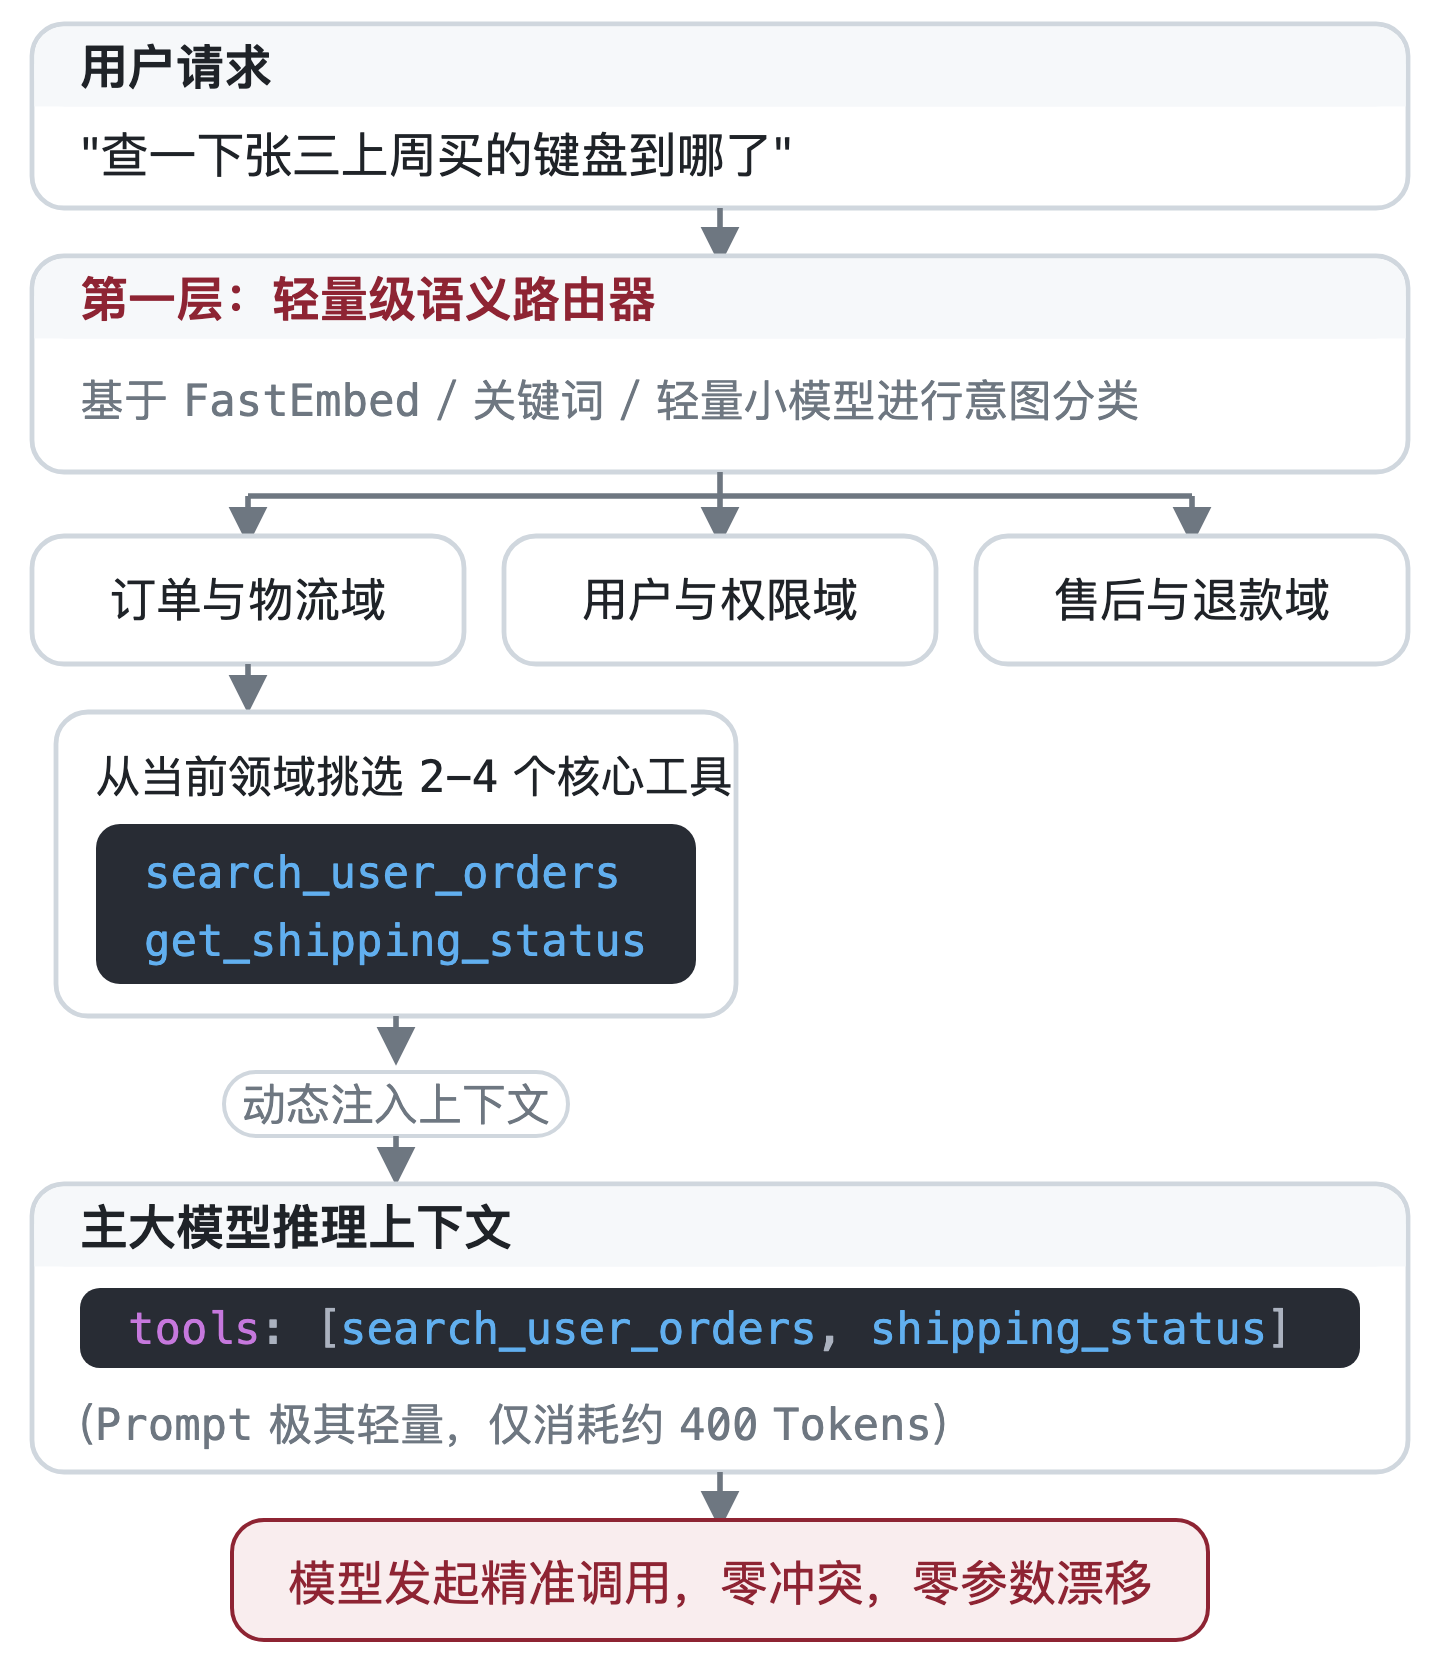 用户请求
"查一下张三上周买的键盘到哪了"
第一层：轻量级语义路由器
基于 FastEmbed / 关键词 / 轻量小模型进行意图分类
订单与物流域
用户与权限域
售后与退款域
从当前领域挑选 2–4 个核心工具
search_user_orders
get_shipping_status
动态注入上下文
主大模型推理上下文
tools: [search_user_orders, shipping_status]
(Prompt 极其轻量，仅消耗约 400 Tokens)
模型发起精准调用，零冲突，零参数漂移